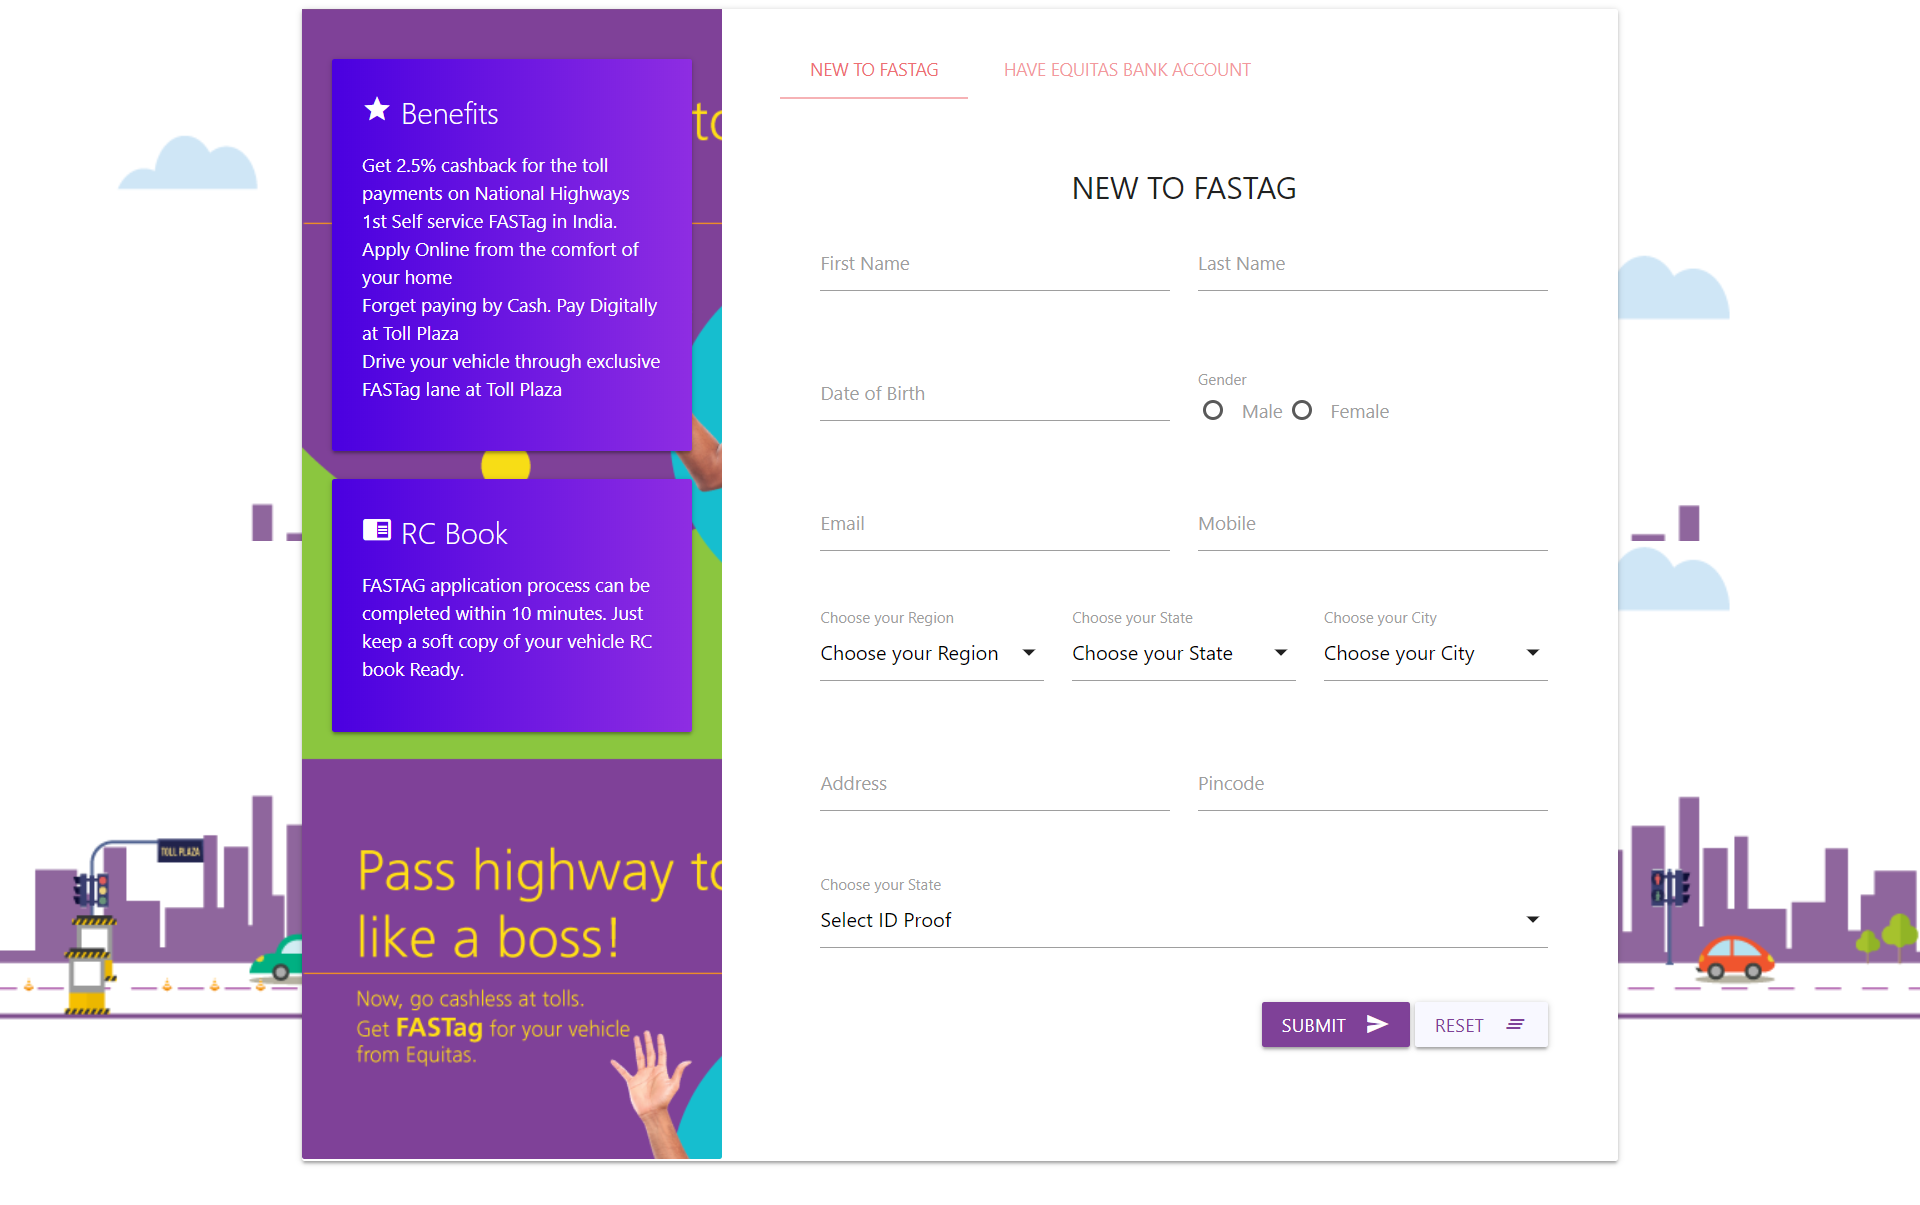 Benefits
Get 2.5% cashback for the toll
payments on National Highways
1st Self service FASTag in India.
Apply Online from the comfort of
your home
Forget paying by Cash. Pay Digitally
at Toll Plaza
Drive your vehicle through exclusive
FASTag lane at Toll Plaza
RC Book
FASTAG application process can be
completed within 10 minutes. Just
keep a soft copy of your vehicle RC
book Ready.
Pass highway to
like a boss!
Now, go cashless at tolls.
Get FASTag for your vehicle
from Equitas.
TOLL PLAZA
to
NEW TO FASTAG HAVE EQUITAS BANK ACCOUNT
NEW TO FASTAG
First Name Last Name
Date of Birth
Gender
Male Female
Email Mobile
Choose your Region Choose your State Choose your City
Choose your Region Choose your State Choose your City
Address Pincode
Choose your State
Select ID Proof
SUBMIT RESET